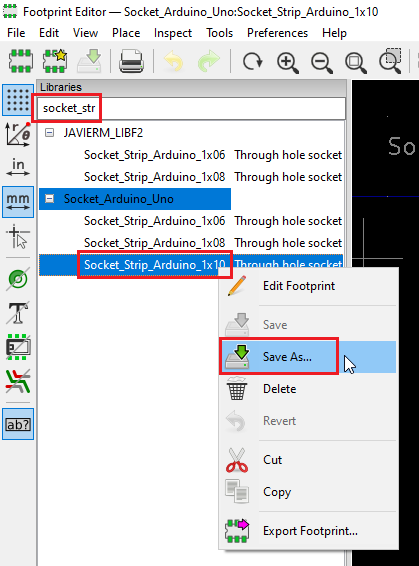 Footprint Editor — Socket_Arduino_Uno:Socket_Strip_Arduino_1x10
File Edit View Place Inspect Tools Preferences Help
Libraries
socket_str
JAVIERM_LIBF2
Socket_Strip_Arduino_1x06 Through hole socket
Socket_Strip_Arduino_1x08 Through hole socket
Socket_Arduino_Uno
Socket_Strip_Arduino_1x06 Through hole socket
Socket_Strip_Arduino_1x08 Through hole socket
Socket_Strip_Arduino_1x10 Through hole socket
in
mm
ab?
So
Edit Footprint
Save
Save As...
Delete
Revert
Cut
Copy
Export Footprint...